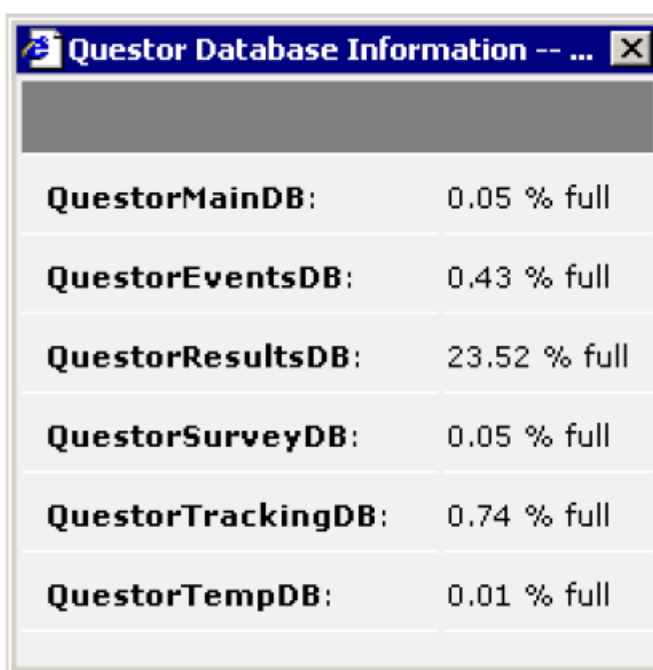 Questor Database Information -- ...
QuestorMainDB: 0.05 % full
QuestorEventsDB: 0.43 % full
QuestorResultsDB: 23.52 % full
QuestorSurveyDB: 0.05 % full
QuestorTrackingDB: 0.74 % full
QuestorTempDB: 0.01 % full